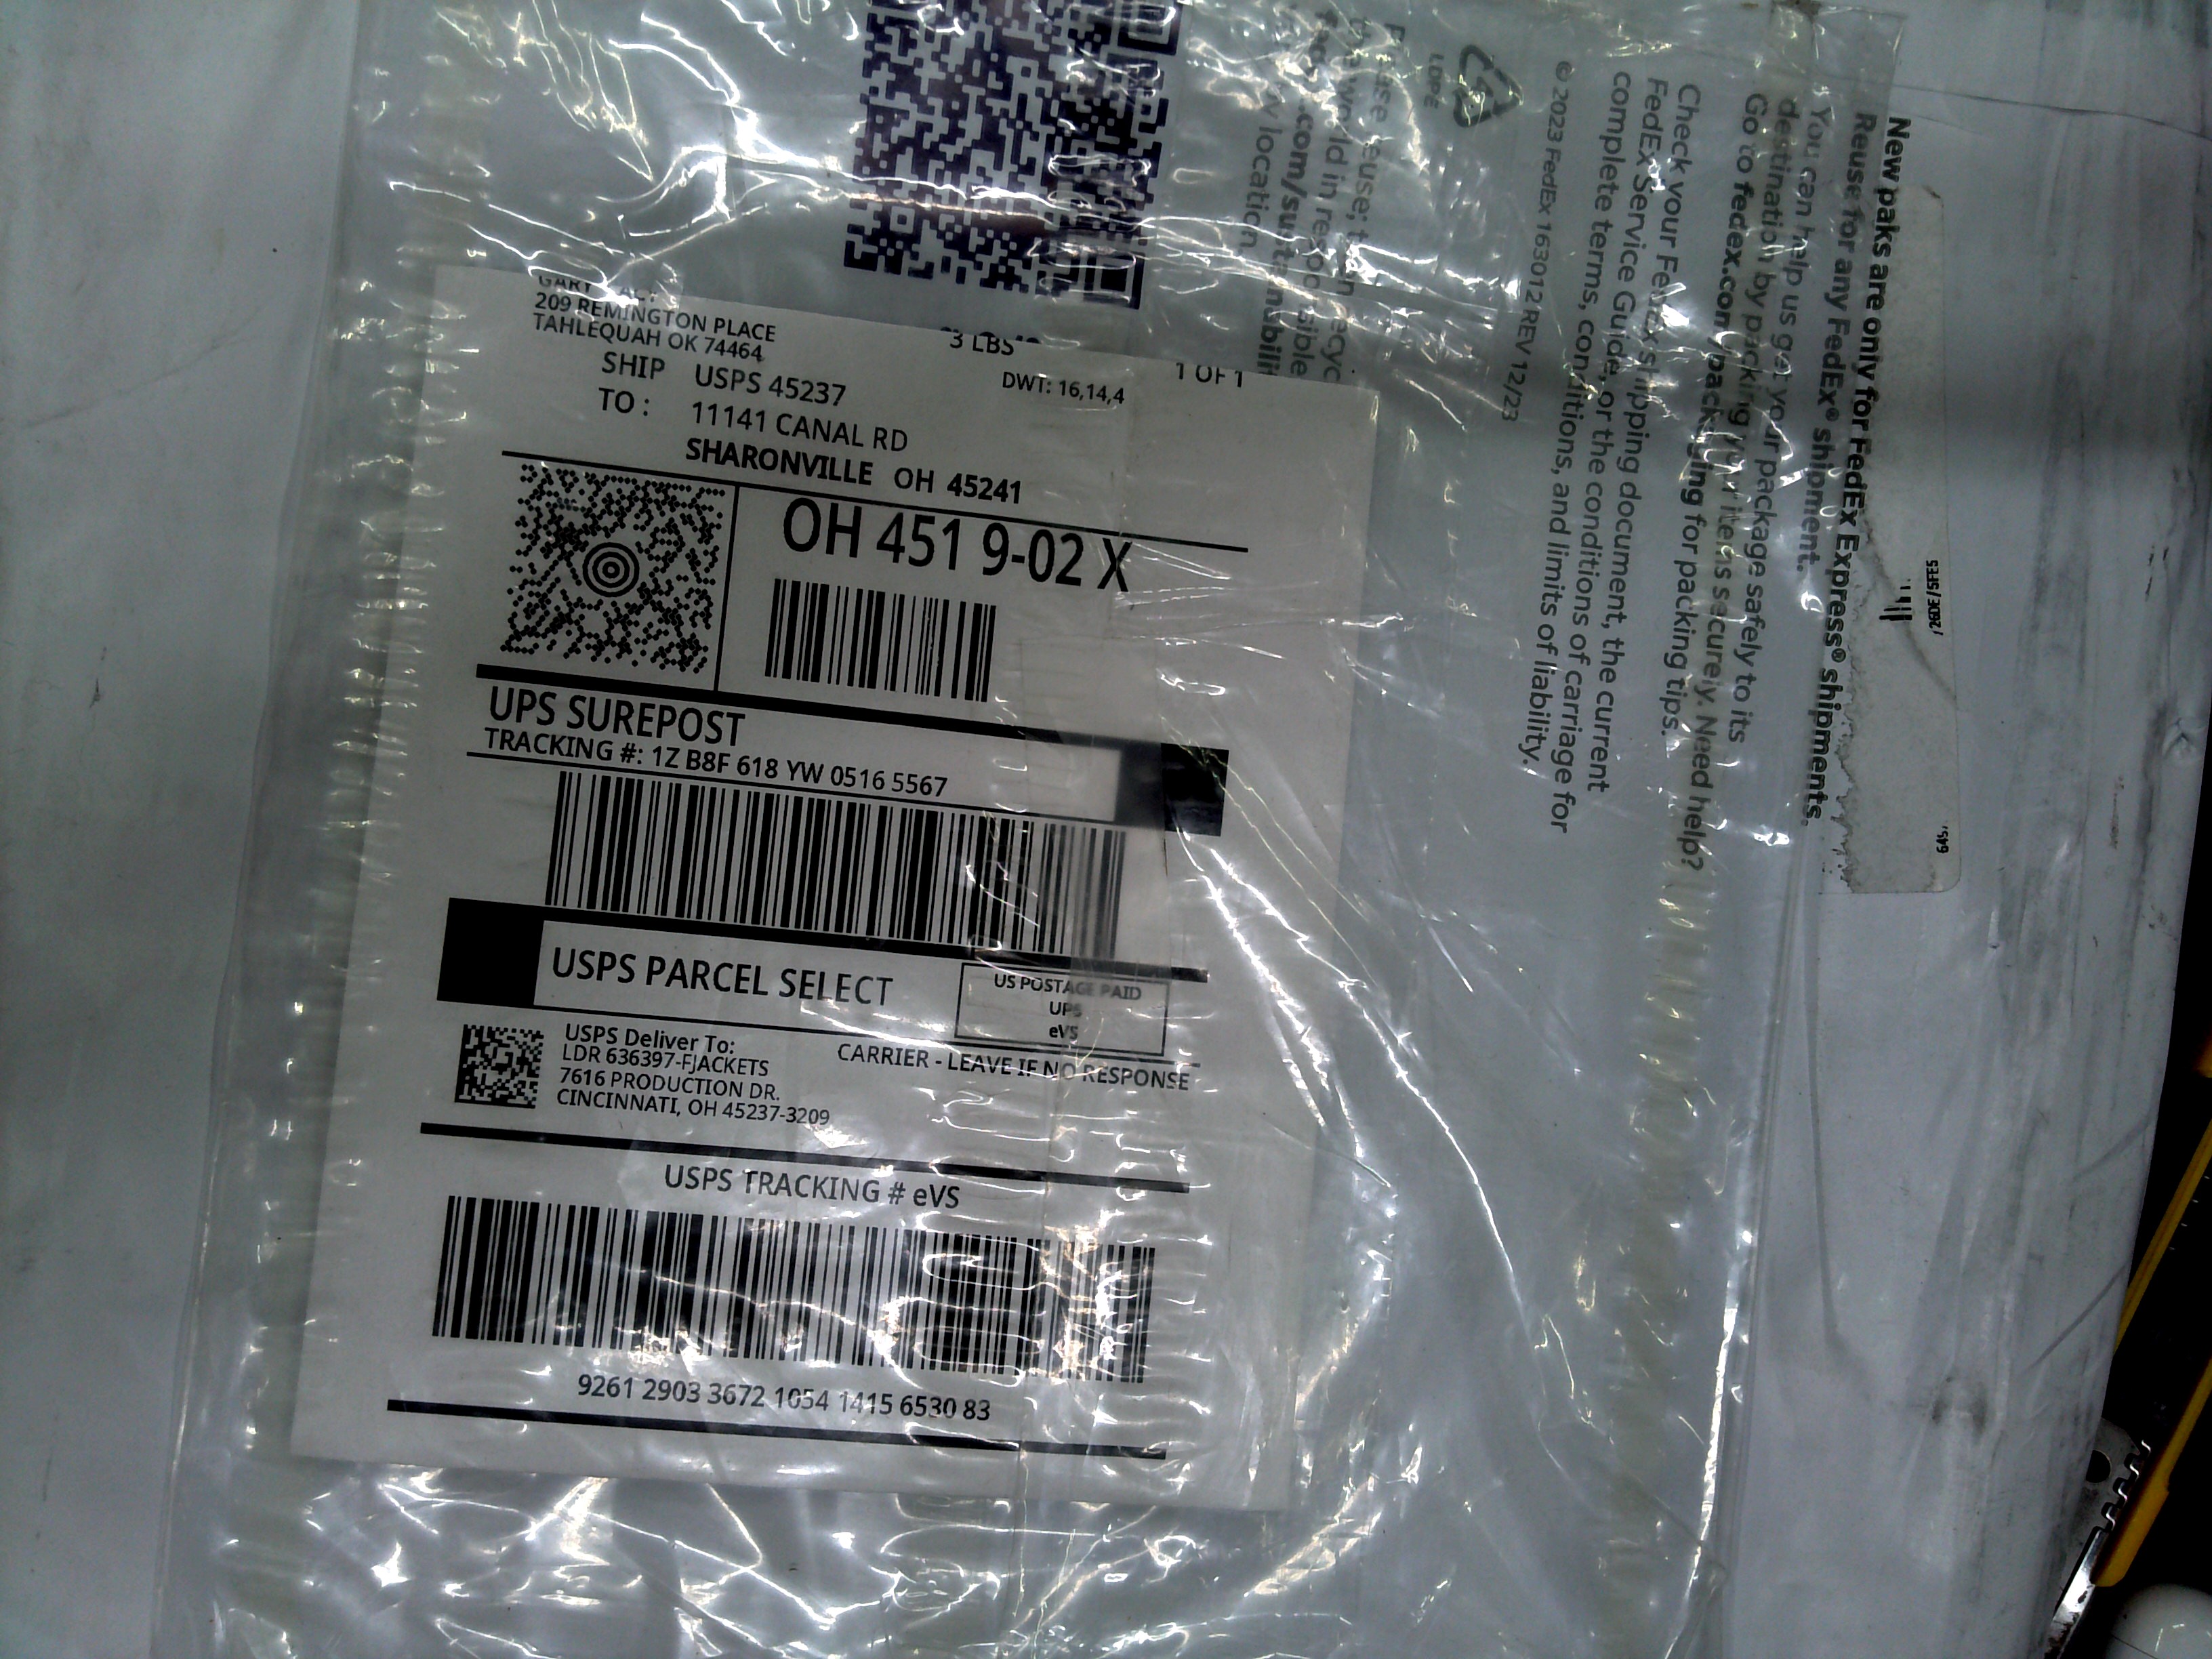 GARY
209 REMINGTON PLACE
TAHLEQUAH OK 74464
3 LBS
1 OF 1
DWT: 16,14,4
SHIP
TO :
USPS 45237
11141 CANAL RD
SHARONVILLE OH 45241
OH 451 9-02 X
UPS SUREPOST
TRACKING #: 1Z B8F 618 YW 0516 5567
USPS PARCEL SELECT
US POSTAGE PAID
UPS
eVS
USPS Deliver To:
LDR 636397-FJACKETS
7616 PRODUCTION DR.
CINCINNATI, OH 45237-3209
CARRIER - LEAVE IF NO RESPONSE
USPS TRACKING # eVS
9261 2903 3672 1054 1415 6530 83
New paks are only for FedEx Express® shipments.
Reuse for any FedEx® shipment.
You can help us get your package safely to its
destination by packing your items securely. Need help?
Go to fedex.com/packaging for packing tips.
Check your FedEx shipping document, the current
FedEx Service Guide, or the conditions of carriage for
complete terms, conditions, and limits of liability.
© 2023 FedEx 163012 REV 12/23
LDPE
location